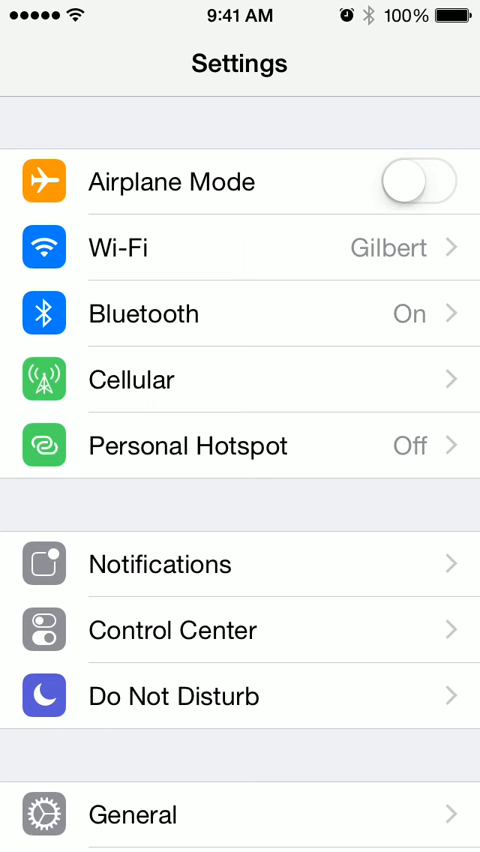 9:41 AM 100%
Settings
Airplane Mode
Wi-Fi Gilbert
Bluetooth On
Cellular
Personal Hotspot Off
Notifications
Control Center
Do Not Disturb
General